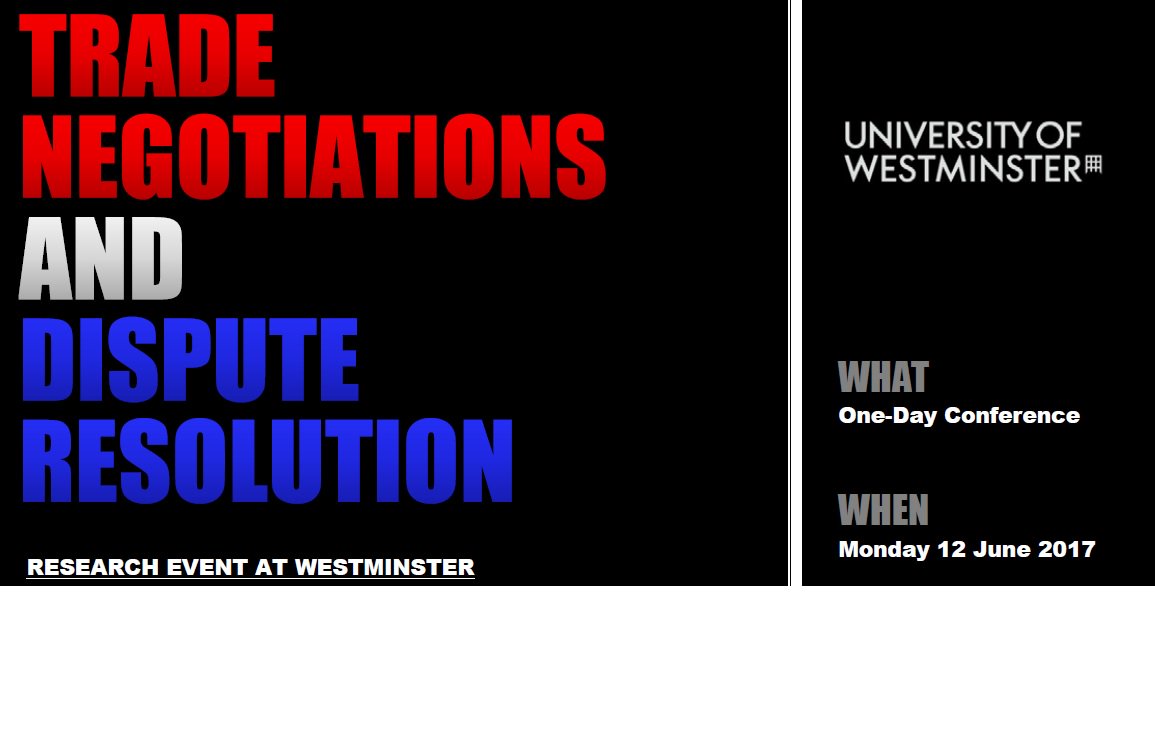 TRADE
NEGOTIATIONS
AND
DISPUTE
RESOLUTION
RESEARCH EVENT AT WESTMINSTER
UNIVERSITY OF
WESTMINSTER
WHAT
One-Day Conference
WHEN
Monday 12 June 2017